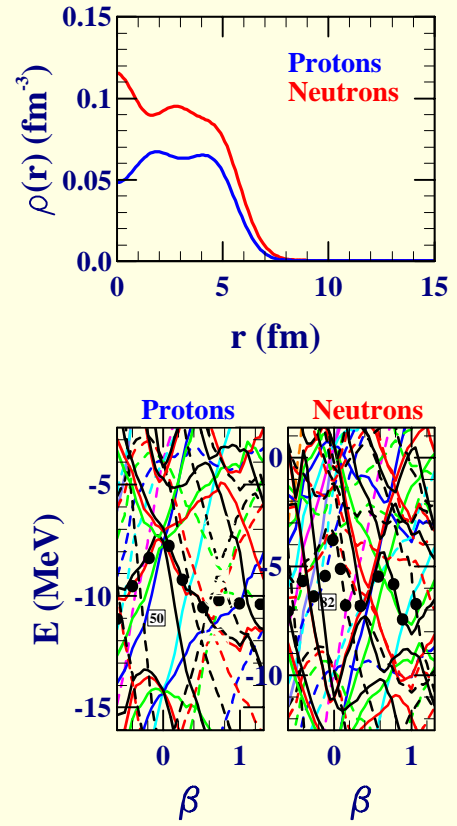 Protons
Neutrons
ρ(r) (fm⁻³)
0.15
0.1
0.05
0.0
0 5 10 15
r (fm)
Protons Neutrons
E (MeV)
-5
-10
-15
50
0 1
β
0
-5
-10
82
0 1
β